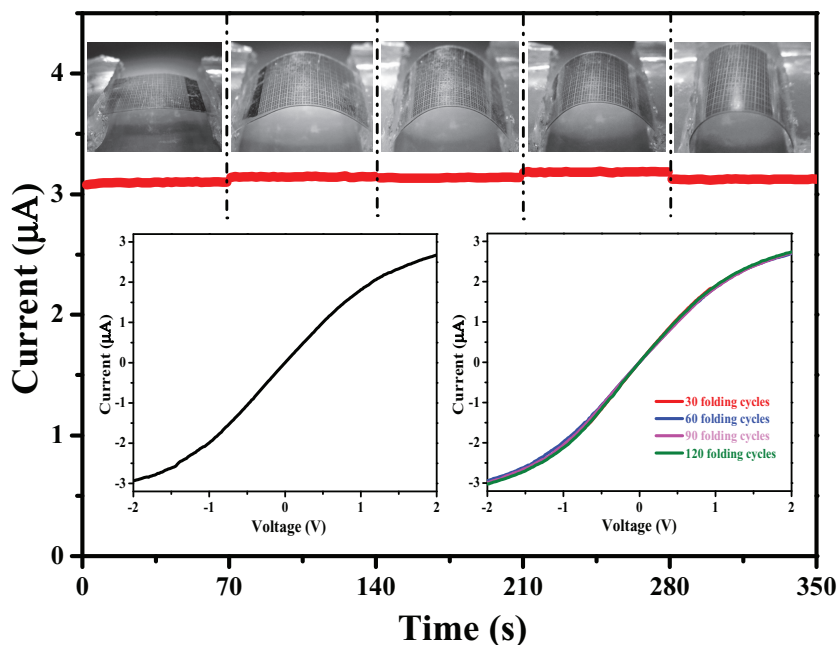 4
3
2
1
0
Current (μA)
0 70 140 210 280 350
Time (s)
3
2
1
0
-1
-2
-3
Current (μA)
-2 -1 0 1 2
Voltage (V)
3
2
1
0
-1
-2
-3
Current (μA)
30 folding cycles
60 folding cycles
90 folding cycles
120 folding cycles
-2 -1 0 1 2
Voltage (V)